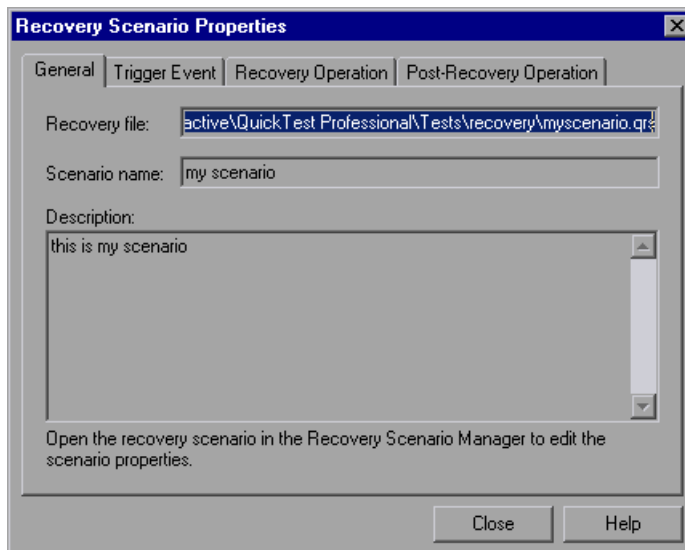 Recovery Scenario Properties
General Trigger Event Recovery Operation Post-Recovery Operation
Recovery file: active\QuickTest Professional\Tests\recovery\myscenario.qrs
Scenario name: my scenario
Description:
this is my scenario
Open the recovery scenario in the Recovery Scenario Manager to edit the
scenario properties.
Close Help